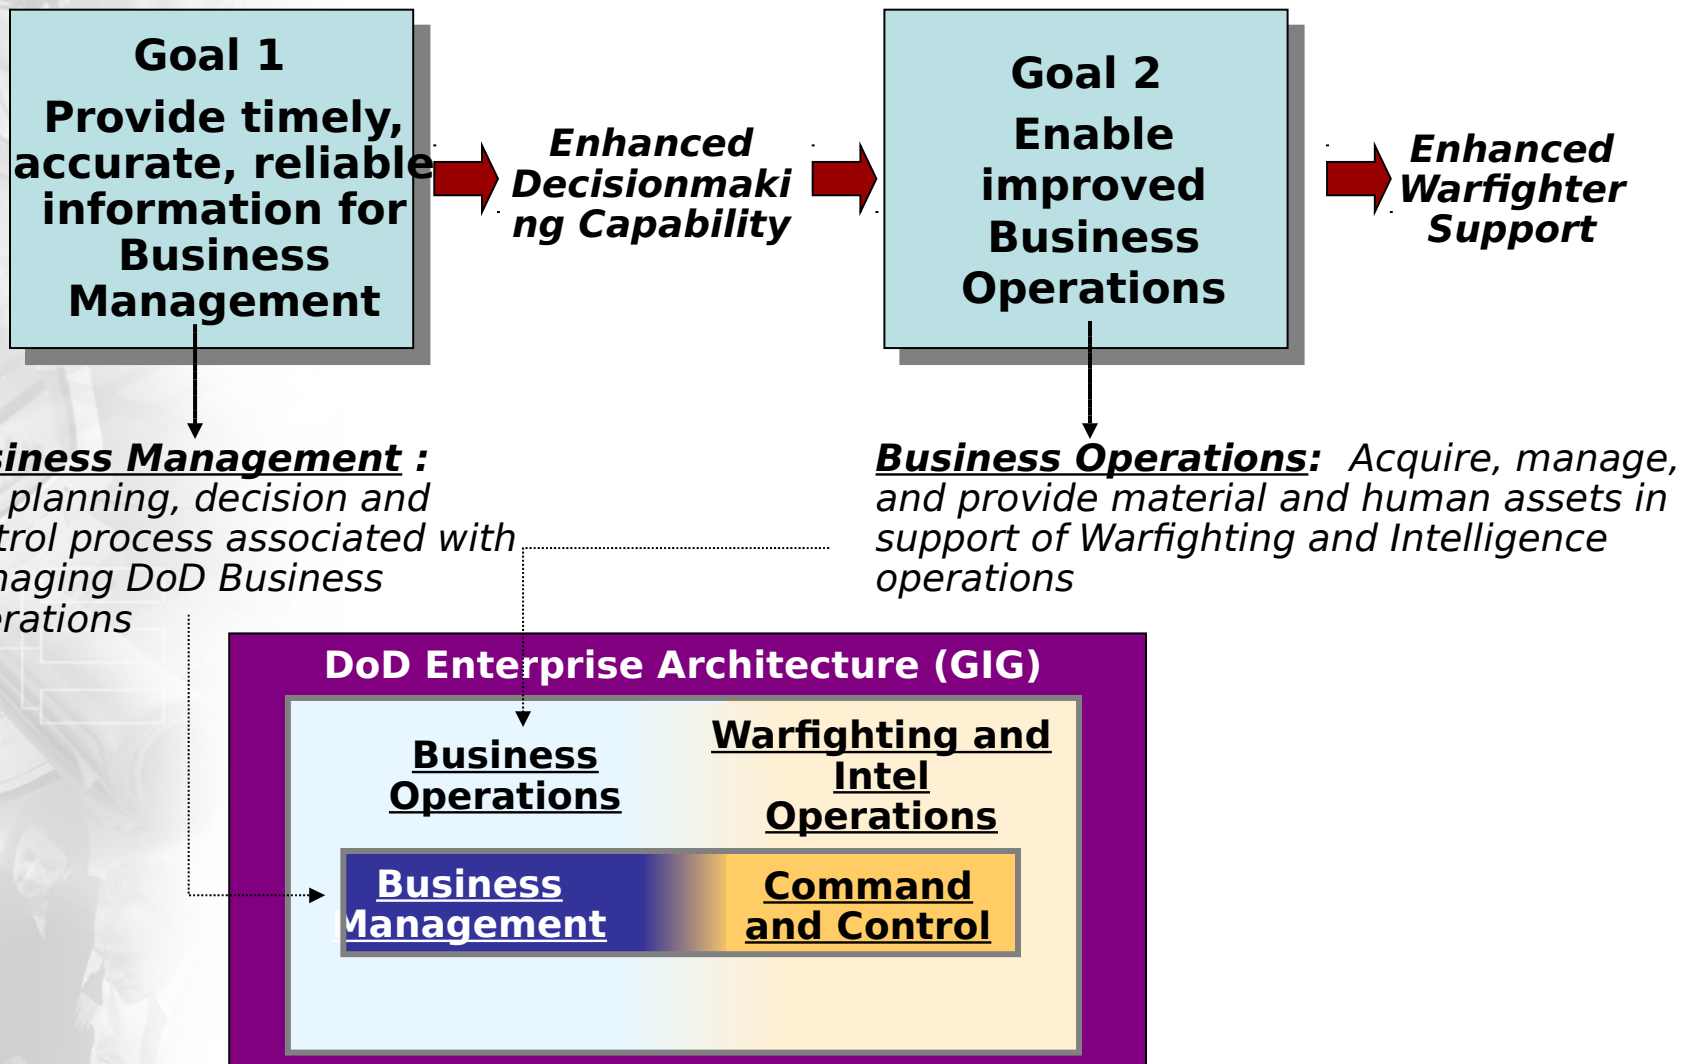 Goal 1
Provide timely,
accurate, reliable
information for
Business
Management
Enhanced
Decisionmaki
ng Capability
Goal 2
Enable
improved
Business
Operations
Enhanced
Warfighter
Support
siness Management :
planning, decision and
trol process associated with
naging DoD Business
erations
Business Operations: Acquire, manage,
and provide material and human assets in
support of Warfighting and Intelligence
operations
DoD Enterprise Architecture (GIG)
Business
Operations
Warfighting and
Intel
Operations
Business
Management
Command
and Control